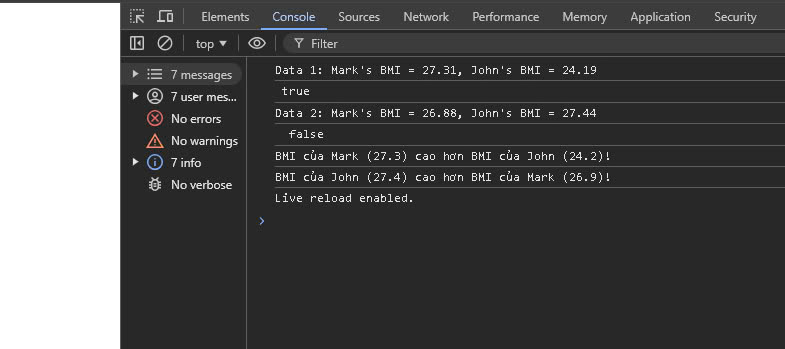 Elements Console Sources Network Performance Memory Application Security
top Filter
7 messages
7 user mes...
No errors
No warnings
7 info
No verbose
Data 1: Mark's BMI = 27.31, John's BMI = 24.19
true
Data 2: Mark's BMI = 26.88, John's BMI = 27.44
false
BMI của Mark (27.3) cao hơn BMI của John (24.2)!
BMI của John (27.4) cao hơn BMI của Mark (26.9)!
Live reload enabled.